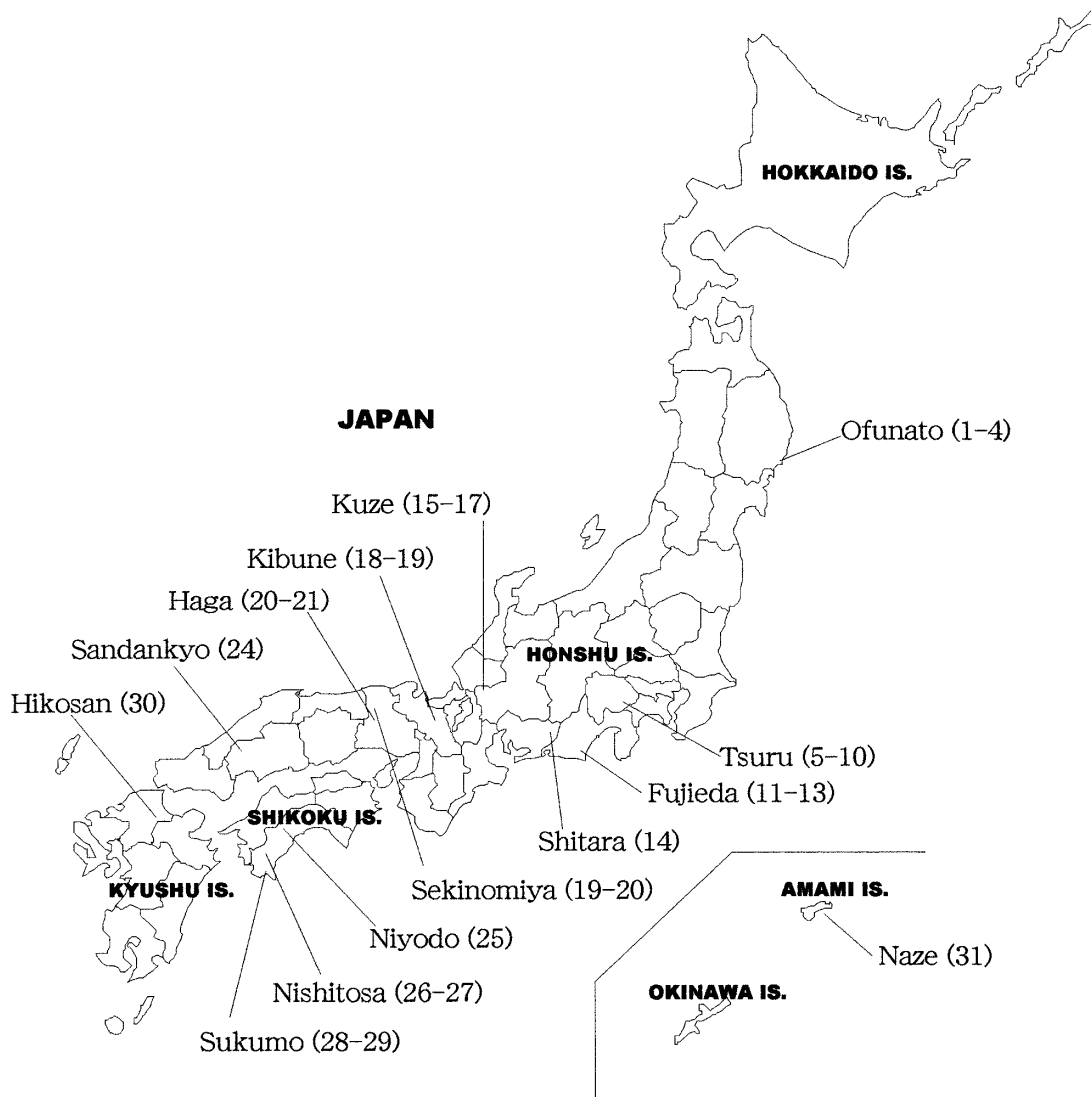 HOKKAIDO IS.
JAPAN
Ofunato (1-4)
Kuze (15-17)
Kibune (18-19)
Haga (20-21)
Sandankyo (24)
HONSHU IS.
Hikosan (30)
Tsuru (5-10)
Fujieda (11-13)
SHIKOKU IS.
Shitara (14)
KYUSHU IS.
Sekinomiya (19-20)
AMAMI IS.
Niyodo (25)
Naze (31)
Nishitosa (26-27)
OKINAWA IS.
Sukumo (28-29)